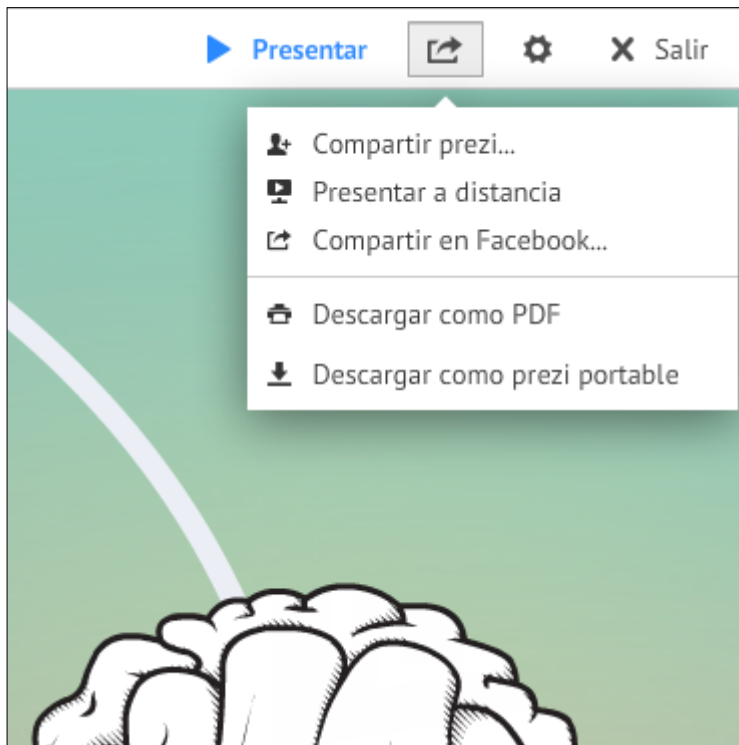 Presentar Salir
Compartir prezi...
Presentar a distancia
Compartir en Facebook...
Descargar como PDF
Descargar como prezi portable